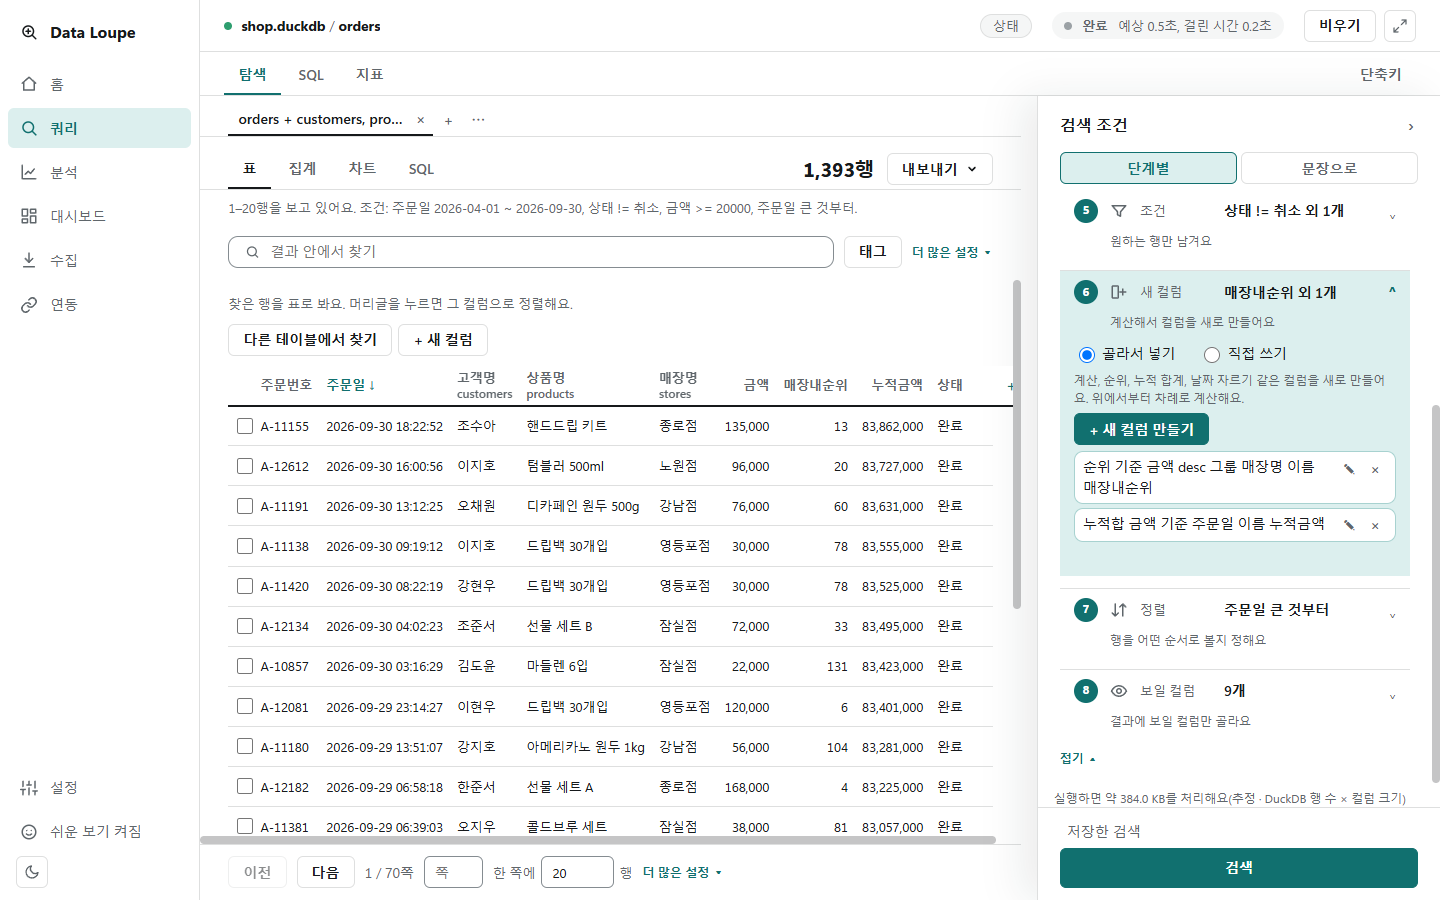 Data Loupe
홈
쿼리
분석
대시보드
수집
연동
설정
쉬운 보기 켜짐
shop.duckdb / orders
상태
완료 예상 0.5초, 걸린 시간 0.2초
비우기
탐색 SQL 지표
단축키
orders + customers, pro... × + ⋯
표 집계 차트 SQL
1,393행
내보내기
1–20행을 보고 있어요. 조건: 주문일 2026-04-01 ~ 2026-09-30, 상태 != 취소, 금액 >= 20000, 주문일 큰 것부터.
결과 안에서 찾기
태그
더 많은 설정
찾은 행을 표로 봐요. 머리글을 누르면 그 컬럼으로 정렬해요.
다른 테이블에서 찾기
+ 새 컬럼
주문번호 주문일 ↓ 고객명 customers 상품명 products 매장명 stores 금액 매장내순위 누적금액 상태 +
A-11155 2026-09-30 18:22:52 조수아 핸드드립 키트 종로점 135,000 13 83,862,000 완료
A-12612 2026-09-30 16:00:56 이지호 텀블러 500ml 노원점 96,000 20 83,727,000 완료
A-11191 2026-09-30 13:12:25 오채원 디카페인 원두 500g 강남점 76,000 60 83,631,000 완료
A-11138 2026-09-30 09:19:12 이지호 드립백 30개입 영등포점 30,000 78 83,555,000 완료
A-11420 2026-09-30 08:22:19 강현우 드립백 30개입 영등포점 30,000 78 83,525,000 완료
A-12134 2026-09-30 04:02:23 조준서 선물 세트 B 잠실점 72,000 33 83,495,000 완료
A-10857 2026-09-30 03:16:29 김도윤 마들렌 6입 잠실점 22,000 131 83,423,000 완료
A-12081 2026-09-29 23:14:27 이현우 드립백 30개입 영등포점 120,000 6 83,401,000 완료
A-11180 2026-09-29 13:51:07 강지호 아메리카노 원두 1kg 강남점 56,000 104 83,281,000 완료
A-12182 2026-09-29 06:58:18 한준서 선물 세트 A 종로점 168,000 4 83,225,000 완료
A-11381 2026-09-29 06:39:03 오지우 콜드브루 세트 잠실점 38,000 81 83,057,000 완료
이전 다음 1 / 70쪽 쪽 한 쪽에 20 행 더 많은 설정
검색 조건
단계별 문장으로
5 조건 상태 != 취소 외 1개
원하는 행만 남겨요
6 새 컬럼 매장내순위 외 1개
계산해서 컬럼을 새로 만들어요
골라서 넣기 직접 쓰기
계산, 순위, 누적 합계, 날짜 자르기 같은 컬럼을 새로 만들어
요. 위에서부터 차례로 계산해요.
+ 새 컬럼 만들기
순위 기준 금액 desc 그룹 매장명 이름
매장내순위
×
누적합 금액 기준 주문일 이름 누적금액 ×
7 정렬 주문일 큰 것부터
행을 어떤 순서로 볼지 정해요
8 보일 컬럼 9개
결과에 보일 컬럼만 골라요
접기
실행하면 약 384.0 KB를 처리해요(추정 · DuckDB 행 수 × 컬럼 크기)
저장한 검색
검색